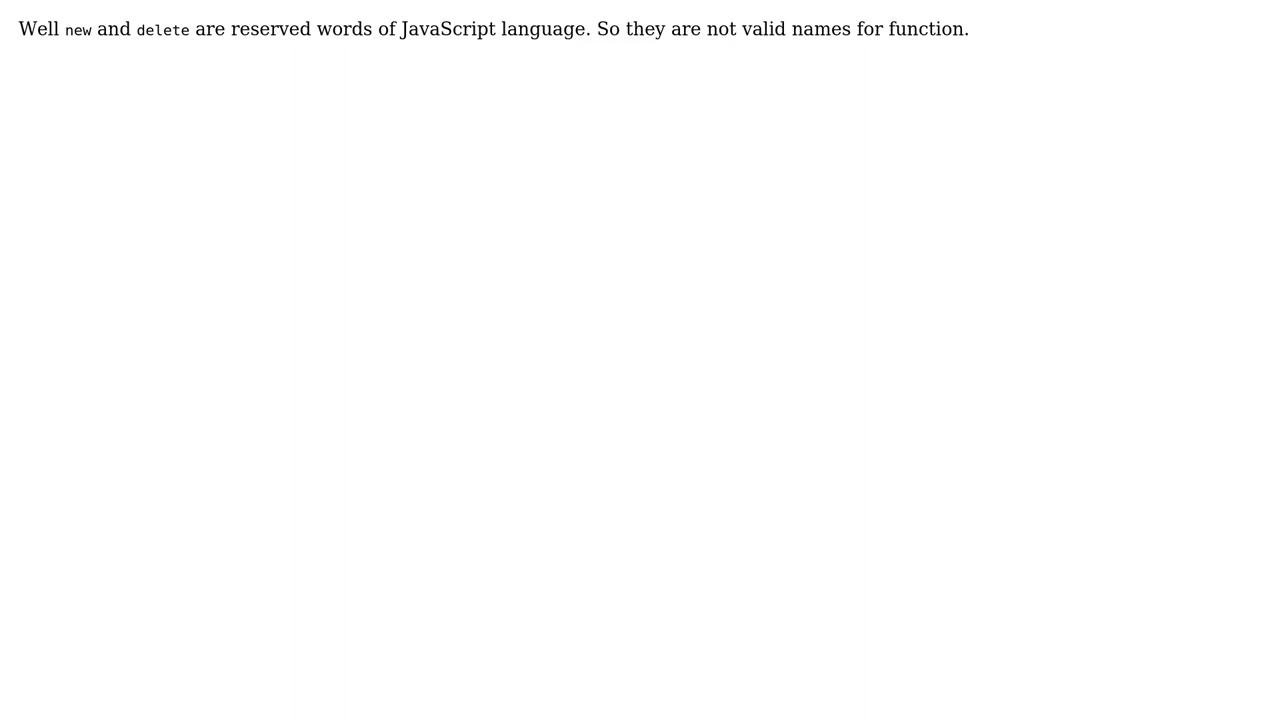 Well new and delete are reserved words of JavaScript language. So they are not valid names for function.